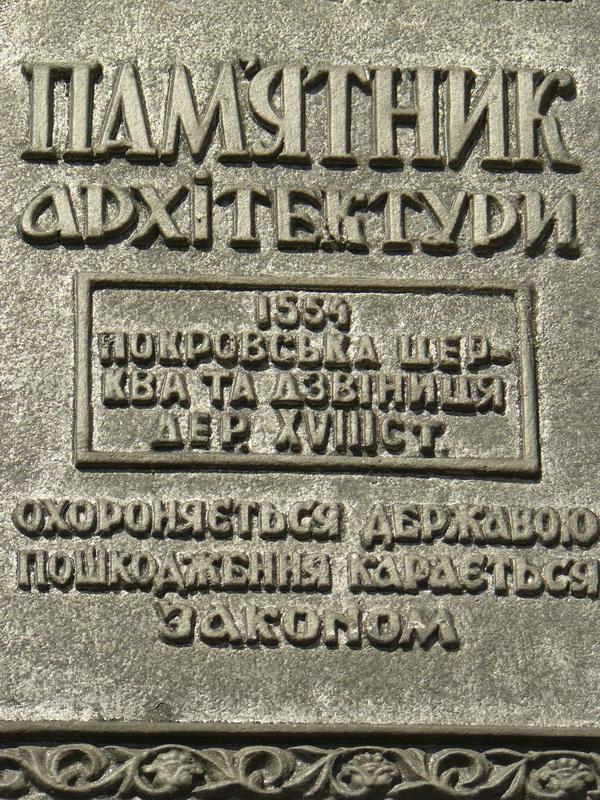 ПАМ'ЯТНИК
АРХІТЕКТУРИ
1554
ПОКРОВСЬКА ЦЕР-
КВА ТА ДЗВІНИЦЯ
ДЕР. XVIII СТ.
ОХОРОНЯЄТЬСЯ ДЕРЖАВОЮ
ПОШКОДЖЕННЯ КАРАЄТЬСЯ
ЗАКОНОМ